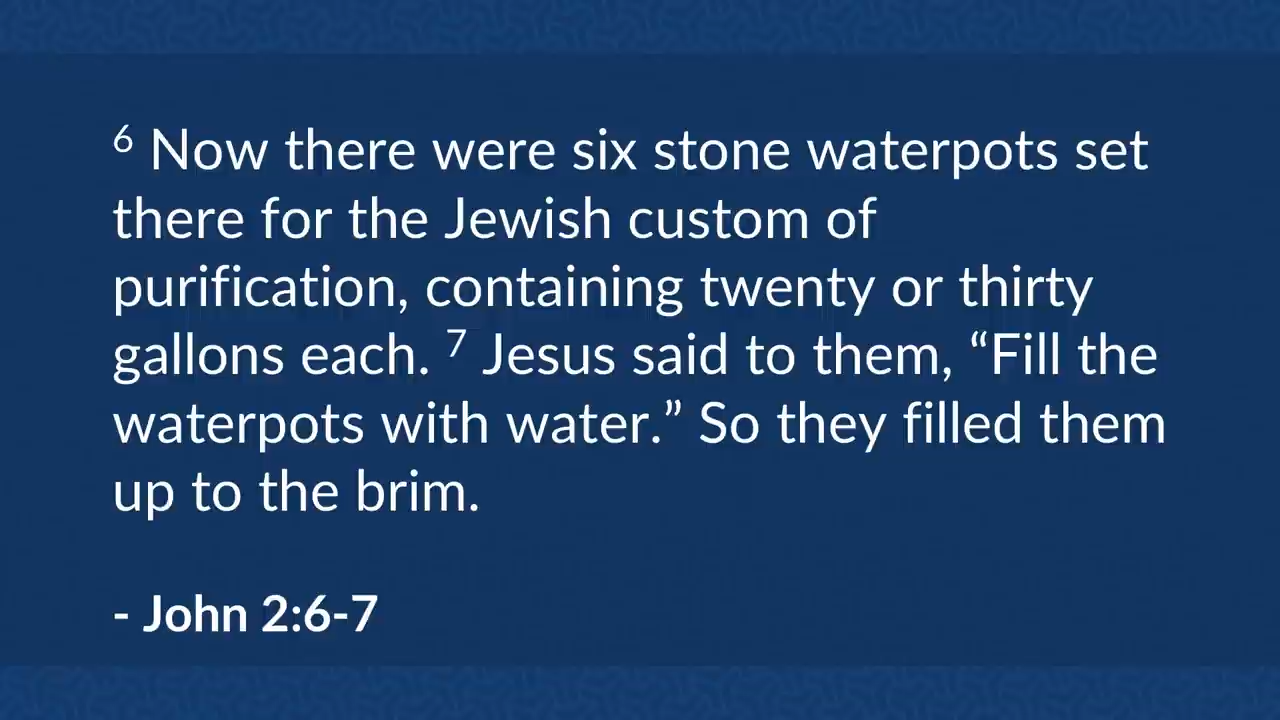 ⁶ Now there were six stone waterpots set
there for the Jewish custom of
purification, containing twenty or thirty
gallons each. ⁷ Jesus said to them, “Fill the
waterpots with water.” So they filled them
up to the brim.
- John 2:6-7